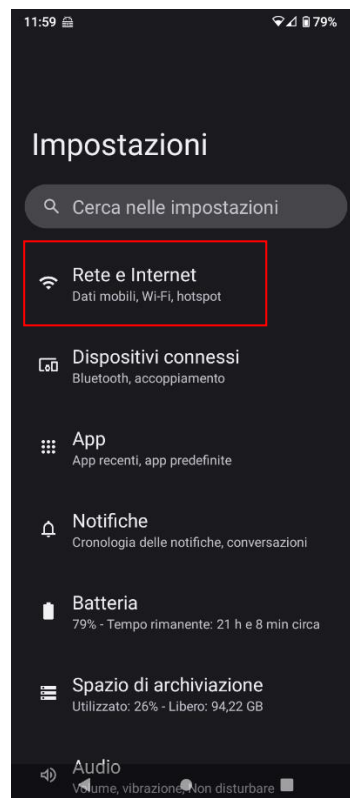 11:59 79%
Impostazioni
Cerca nelle impostazioni
Rete e Internet
Dati mobili, Wi-Fi, hotspot
Dispositivi connessi
Bluetooth, accoppiamento
App
App recenti, app predefinite
Notifiche
Cronologia delle notifiche, conversazioni
Batteria
79% - Tempo rimanente: 21 h e 8 min circa
Spazio di archiviazione
Utilizzato: 26% - Libero: 94,22 GB
Audio
Volume, vibrazione, Non disturbare